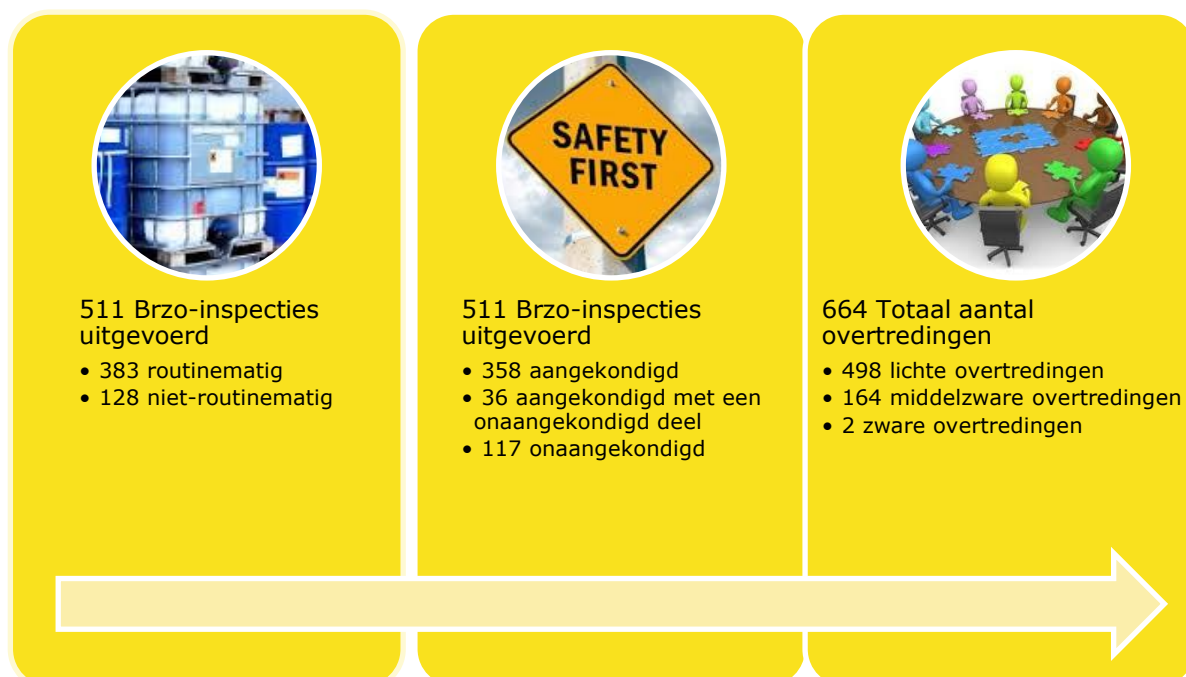 SAFETY
FIRST
511 Brzo-inspecties
uitgevoerd
• 383 routinematig
• 128 niet-routinematig
511 Brzo-inspecties
uitgevoerd
• 358 aangekondigd
• 36 aangekondigd met een
onaangekondigd deel
• 117 onaangekondigd
664 Totaal aantal
overtredingen
• 498 lichte overtredingen
• 164 middelzware overtredingen
• 2 zware overtredingen